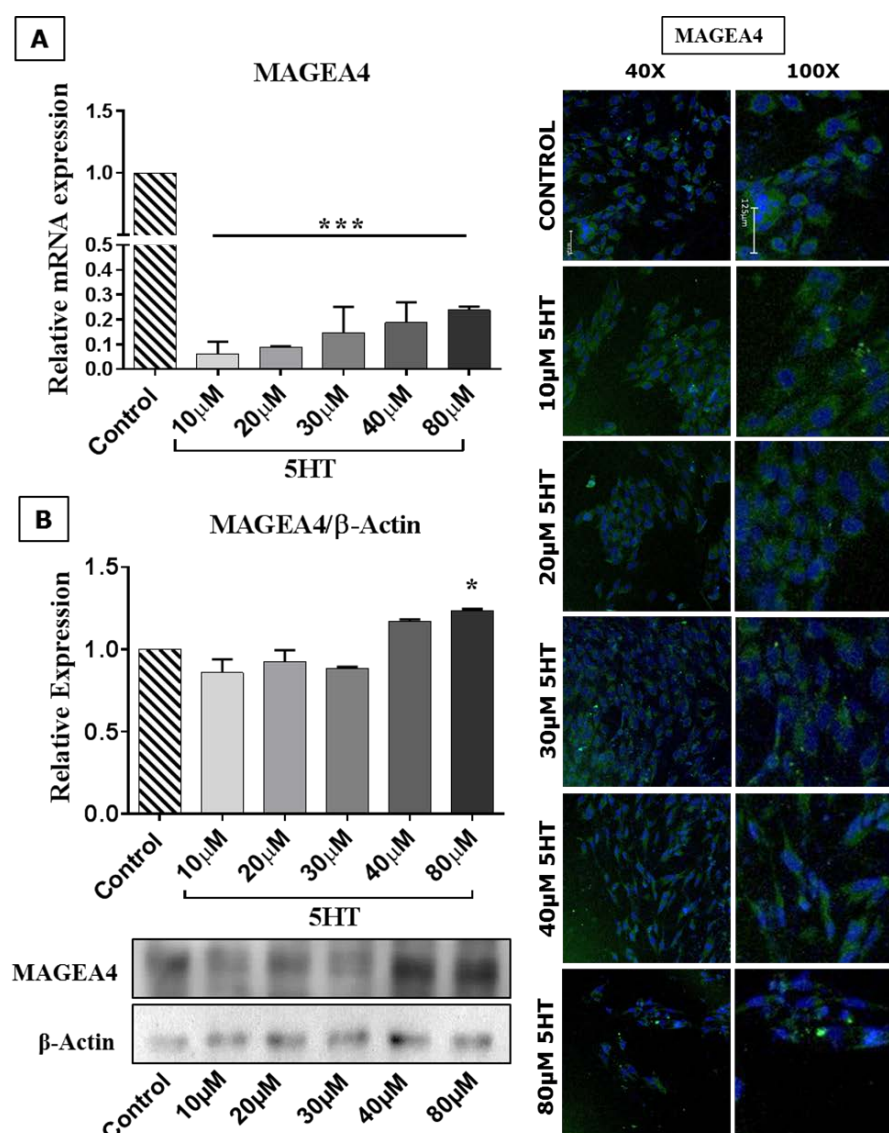 A
MAGEA4
Relative mRNA expression
1.5
1.0
0.5
0.4
0.3
0.2
0.1
0.0
***
Control
10µM
20µM
30µM
40µM
80µM
5HT
B
MAGEA4/β-Actin
Relative Expression
1.5
1.0
0.5
0.0
*
Control
10µM
20µM
30µM
40µM
80µM
5HT
MAGEA4
β-Actin
Control
10µM
20µM
30µM
40µM
80µM
MAGEA4
40X
100X
CONTROL
125µm
10µM 5HT
20µM 5HT
30µM 5HT
40µM 5HT
80µM 5HT